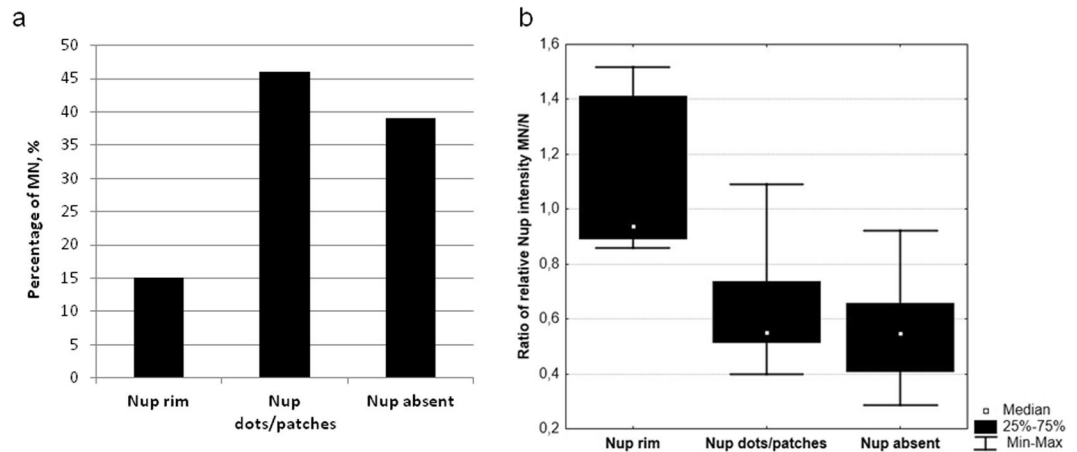 a
50
45
40
35
30
25
20
15
10
5
0
Percentage of MN, %
Nup rim
Nup
dots/patches
Nup absent
b
1,6
1,4
1,2
1,0
0,8
0,6
0,4
0,2
Ratio of relative Nup intensity MN/N
Nup rim
Nup dots/patches
Nup absent
Median
25%-75%
Min-Max